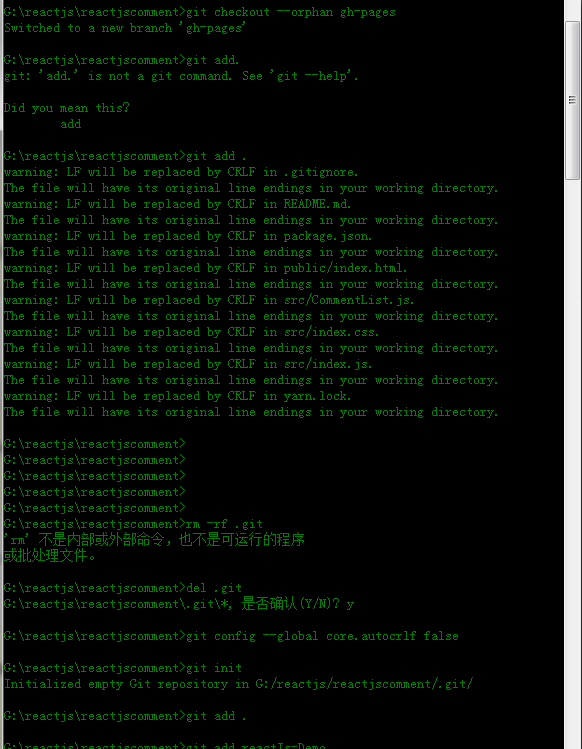 G:\reactjs\reactjscomment>git checkout --orphan gh-pages
Switched to a new branch 'gh-pages'
G:\reactjs\reactjscomment>git add.
git: 'add.' is not a git command. See 'git --help'.
Did you mean this?
add
G:\reactjs\reactjscomment>git add .
warning: LF will be replaced by CRLF in .gitignore.
The file will have its original line endings in your working directory.
warning: LF will be replaced by CRLF in README.md.
The file will have its original line endings in your working directory.
warning: LF will be replaced by CRLF in package.json.
The file will have its original line endings in your working directory.
warning: LF will be replaced by CRLF in public/index.html.
The file will have its original line endings in your working directory.
warning: LF will be replaced by CRLF in src/CommentList.js.
The file will have its original line endings in your working directory.
warning: LF will be replaced by CRLF in src/index.css.
The file will have its original line endings in your working directory.
warning: LF will be replaced by CRLF in src/index.js.
The file will have its original line endings in your working directory.
warning: LF will be replaced by CRLF in yarn.lock.
The file will have its original line endings in your working directory.
G:\reactjs\reactjscomment>
G:\reactjs\reactjscomment>
G:\reactjs\reactjscomment>
G:\reactjs\reactjscomment>
G:\reactjs\reactjscomment>
G:\reactjs\reactjscomment>rm -rf .git
'rm' 不是内部或外部命令，也不是可运行的程序
或批处理文件。
G:\reactjs\reactjscomment>del .git
G:\reactjs\reactjscomment\.git\*, 是否确认(Y/N)? y
G:\reactjs\reactjscomment>git config --global core.autocrlf false
G:\reactjs\reactjscomment>git init
Initialized empty Git repository in G:/reactjs/reactjscomment/.git/
G:\reactjs\reactjscomment>git add .
G:\reactjs\reactjscomment>git add